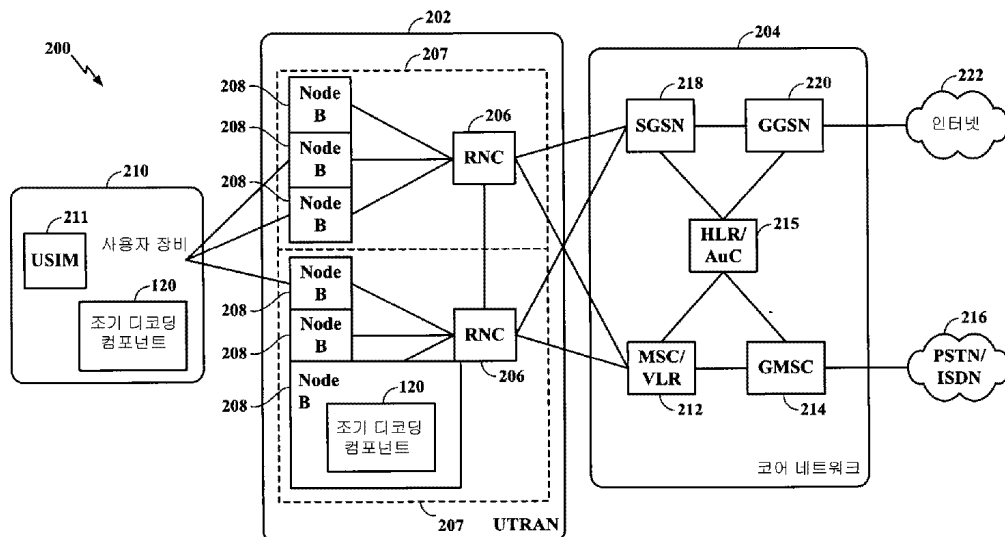 200
202
204
207
208
Node
B
208
Node
B
208
Node
B
206
RNC
218
SGSN
220
GGSN
222
인터넷
210
211
USIM
사용자 장비
120
조기 디코딩
컴포넌트
HLR/
AuC
215
208
Node
B
208
Node
B
RNC
206
208
Node
B
120
조기 디코딩
컴포넌트
MSC/
VLR
212
GMSC
214
216
PSTN/
ISDN
코어 네트워크
207
UTRAN